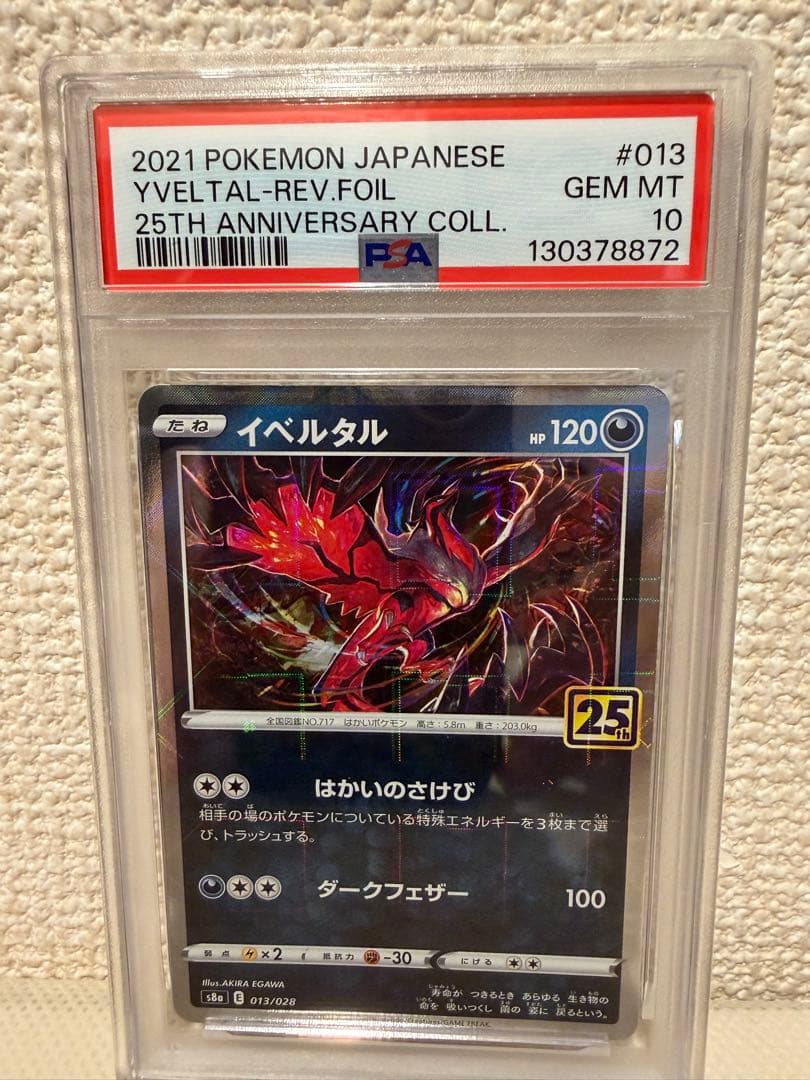 2021 POKEMON JAPANESE #013
YVELTAL-REV.FOIL GEM MT
25TH ANNIVERSARY COLL. 10
PSA 130378872
たね イベルタル HP 120
全国図鑑NO.717 はかいポケモン 高さ:5.8m 重さ:203.0kg
25th
はかいのさけび
相手の場のポケモンについている特殊エネルギーを3枚まで選
び、トラッシュする。
ダークフェザー 100
弱点 ×2 抵抗力 -30 にげる
Illus.AKIRA EGAWA
s8a E 013/028
寿命が つきるとき あらゆる 生き物の
命を 吸いつくし 繭の 姿に 戻るという。
GAME FREAK